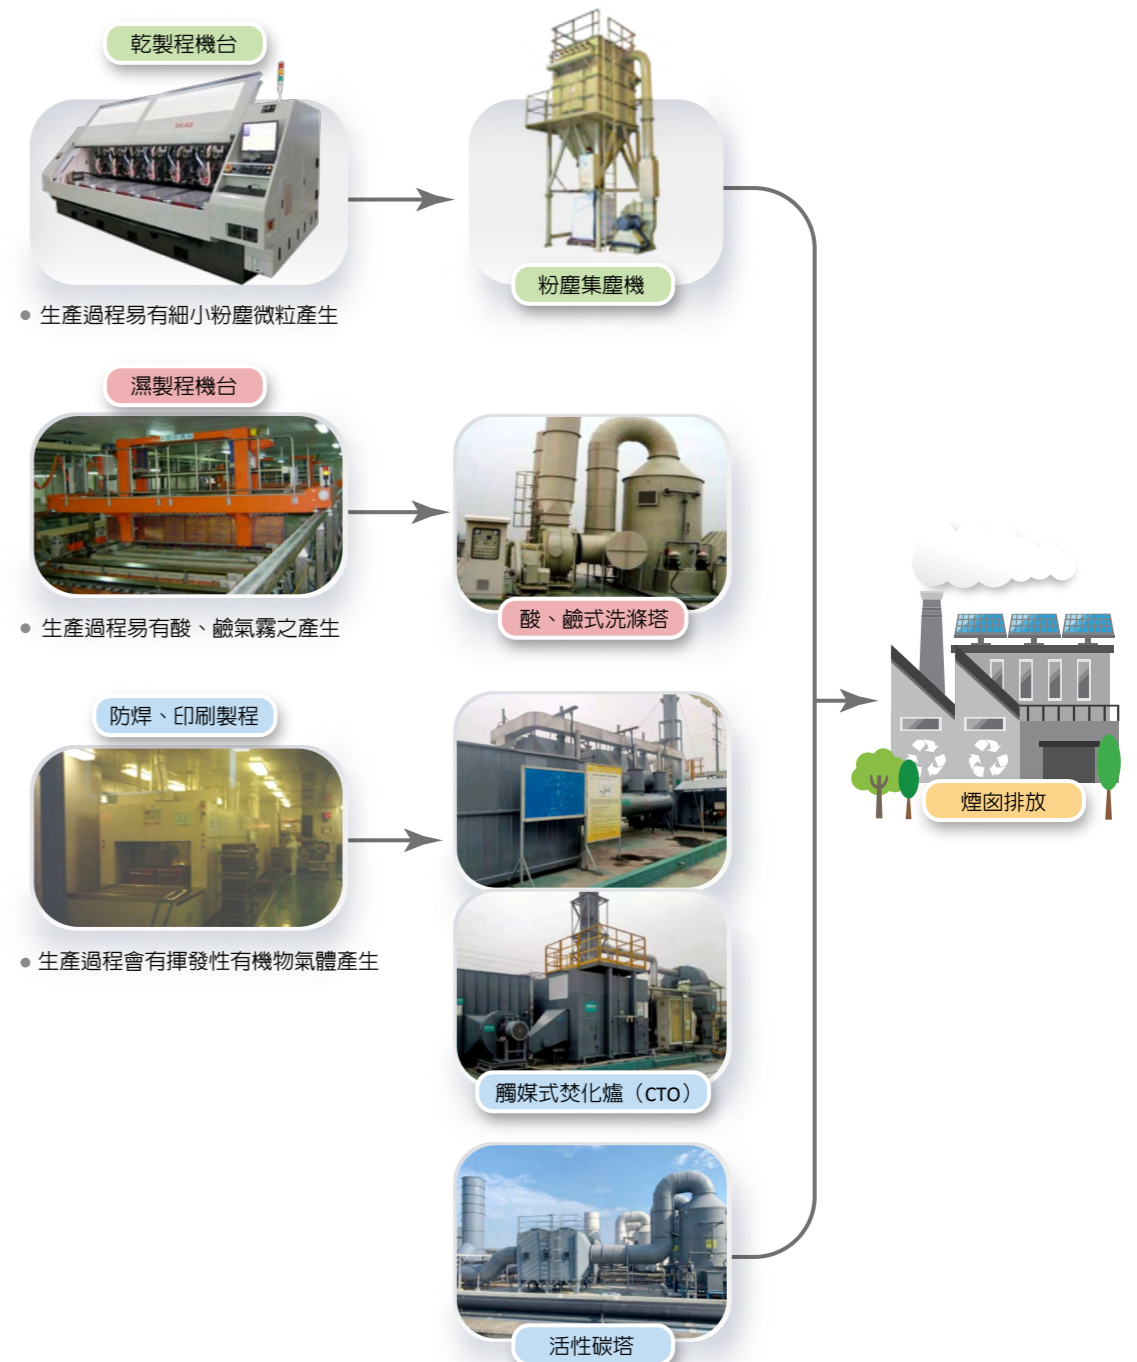 乾製程機台
粉塵集塵機
● 生產過程易有細小粉塵微粒產生
濕製程機台
酸、鹼式洗滌塔
● 生產過程易有酸、鹼氣霧之產生
防焊、印刷製程
● 生產過程會有揮發性有機物氣體產生
觸媒式焚化爐（CTO）
活性碳塔
煙囪排放